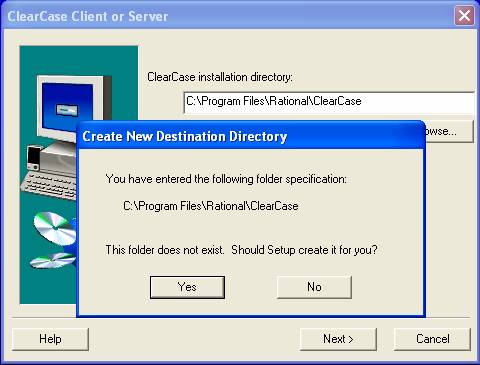 ClearCase Client or Server
ClearCase installation directory:
C:\Program Files\Rational\ClearCase
Create New Destination Directory
You have entered the following folder specification:
C:\Program Files\Rational\ClearCase
This folder does not exist.  Should Setup create it for you?
Yes No
Help Next > Cancel